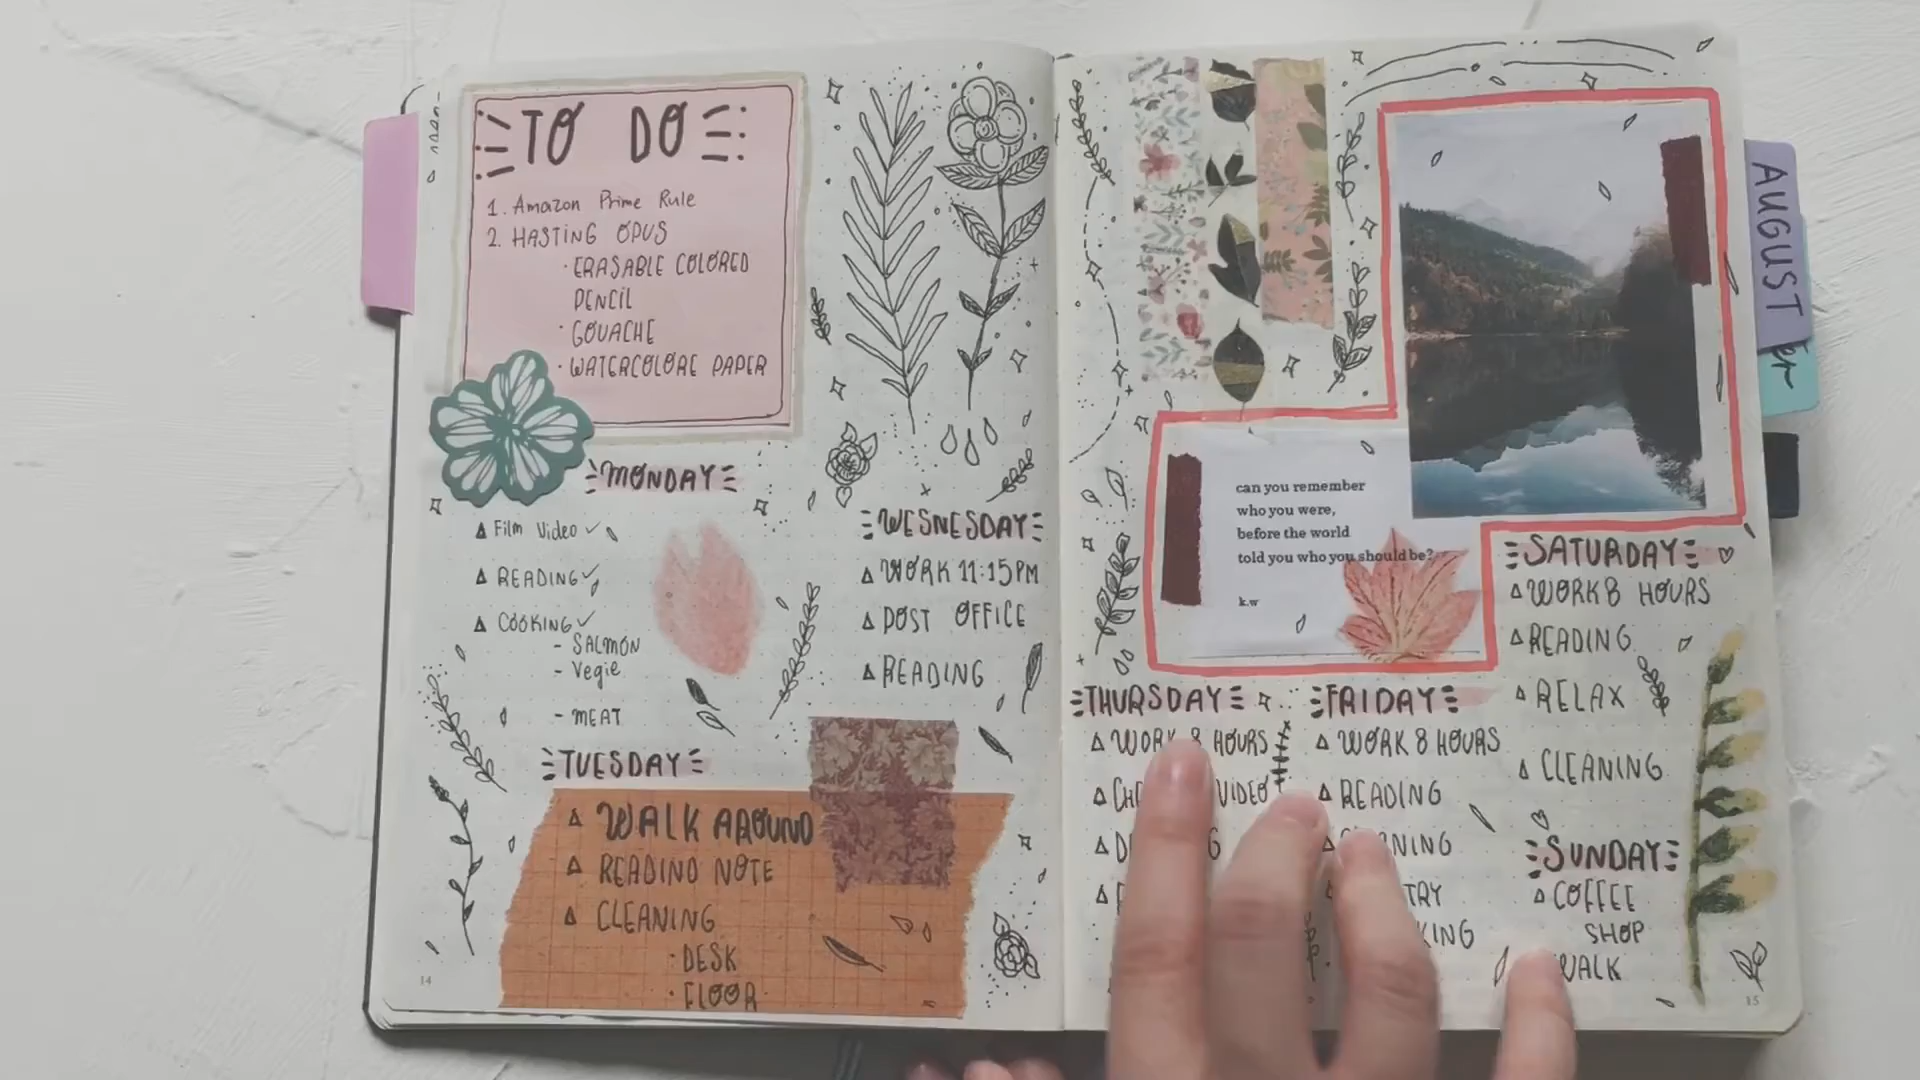 TO DO
1. Amazon Prime Rule
2. HASTING OPUS
· ERASABLE COLORED
PENCIL
· GOUACHE
· WATERCOLORE PAPER
MONDAY
Film Video
READING
COOKING
- SALMON
- Vegie
- MEAT
TUESDAY
WALK AROUND
READING NOTE
CLEANING
· DESK
· FLOOR
14
WESNESDAY
WORK 11:15PM
POST OFFICE
READING
can you remember
who you were,
before the world
told you who you should be?
k.w
THURSDAY
WORK 8 HOURS
VIDEO
FRIDAY
WORK 8 HOURS
READING
SATURDAY
WORK 8 HOURS
READING
RELAX
CLEANING
SUNDAY
COFFEE
SHOP
WALK
15
AUGUST